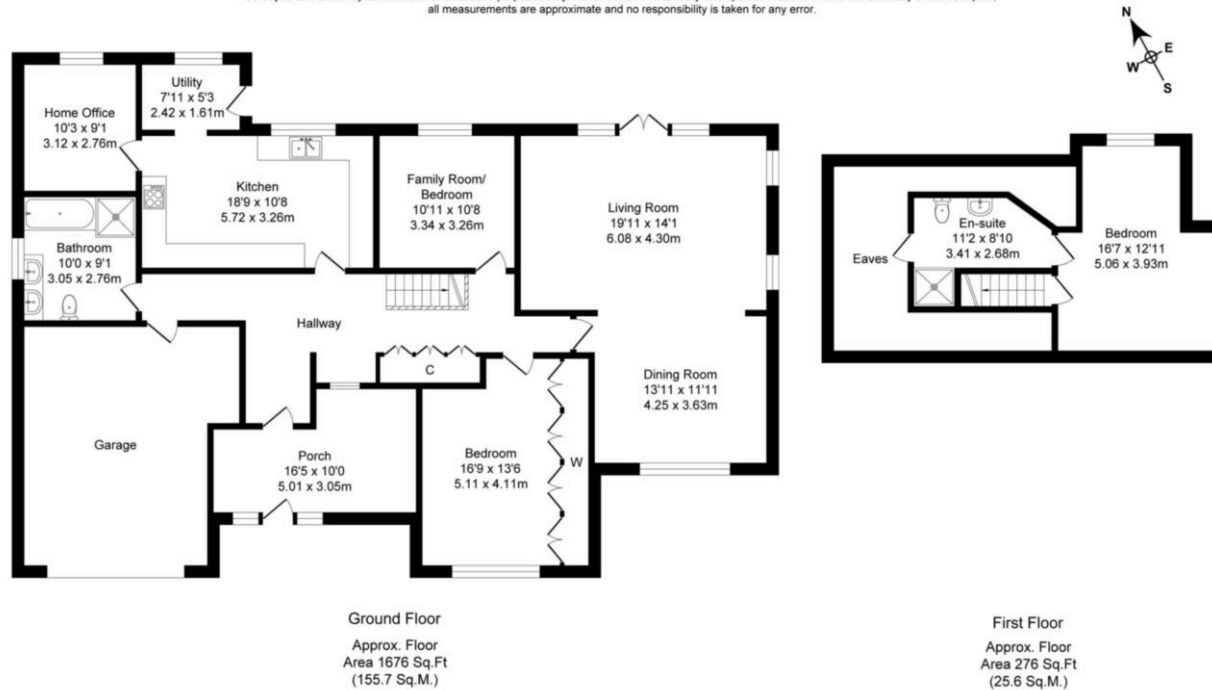 all measurements are approximate and no responsibility is taken for any error.
N
E
W
S
Utility
7'11 x 5'3
2.42 x 1.61m
Home Office
10'3 x 9'1
3.12 x 2.76m
Kitchen
18'9 x 10'8
5.72 x 3.26m
Family Room/
Bedroom
10'11 x 10'8
3.34 x 3.26m
Living Room
19'11 x 14'1
6.08 x 4.30m
Bathroom
10'0 x 9'1
3.05 x 2.76m
Hallway
C
Dining Room
13'11 x 11'11
4.25 x 3.63m
Garage
Porch
16'5 x 10'0
5.01 x 3.05m
Bedroom
16'9 x 13'6
5.11 x 4.11m
W
Ground Floor
Approx. Floor
Area 1676 Sq.Ft
(155.7 Sq.M.)
En-suite
11'2 x 8'10
3.41 x 2.68m
Eaves
Bedroom
16'7 x 12'11
5.06 x 3.93m
First Floor
Approx. Floor
Area 276 Sq.Ft
(25.6 Sq.M.)